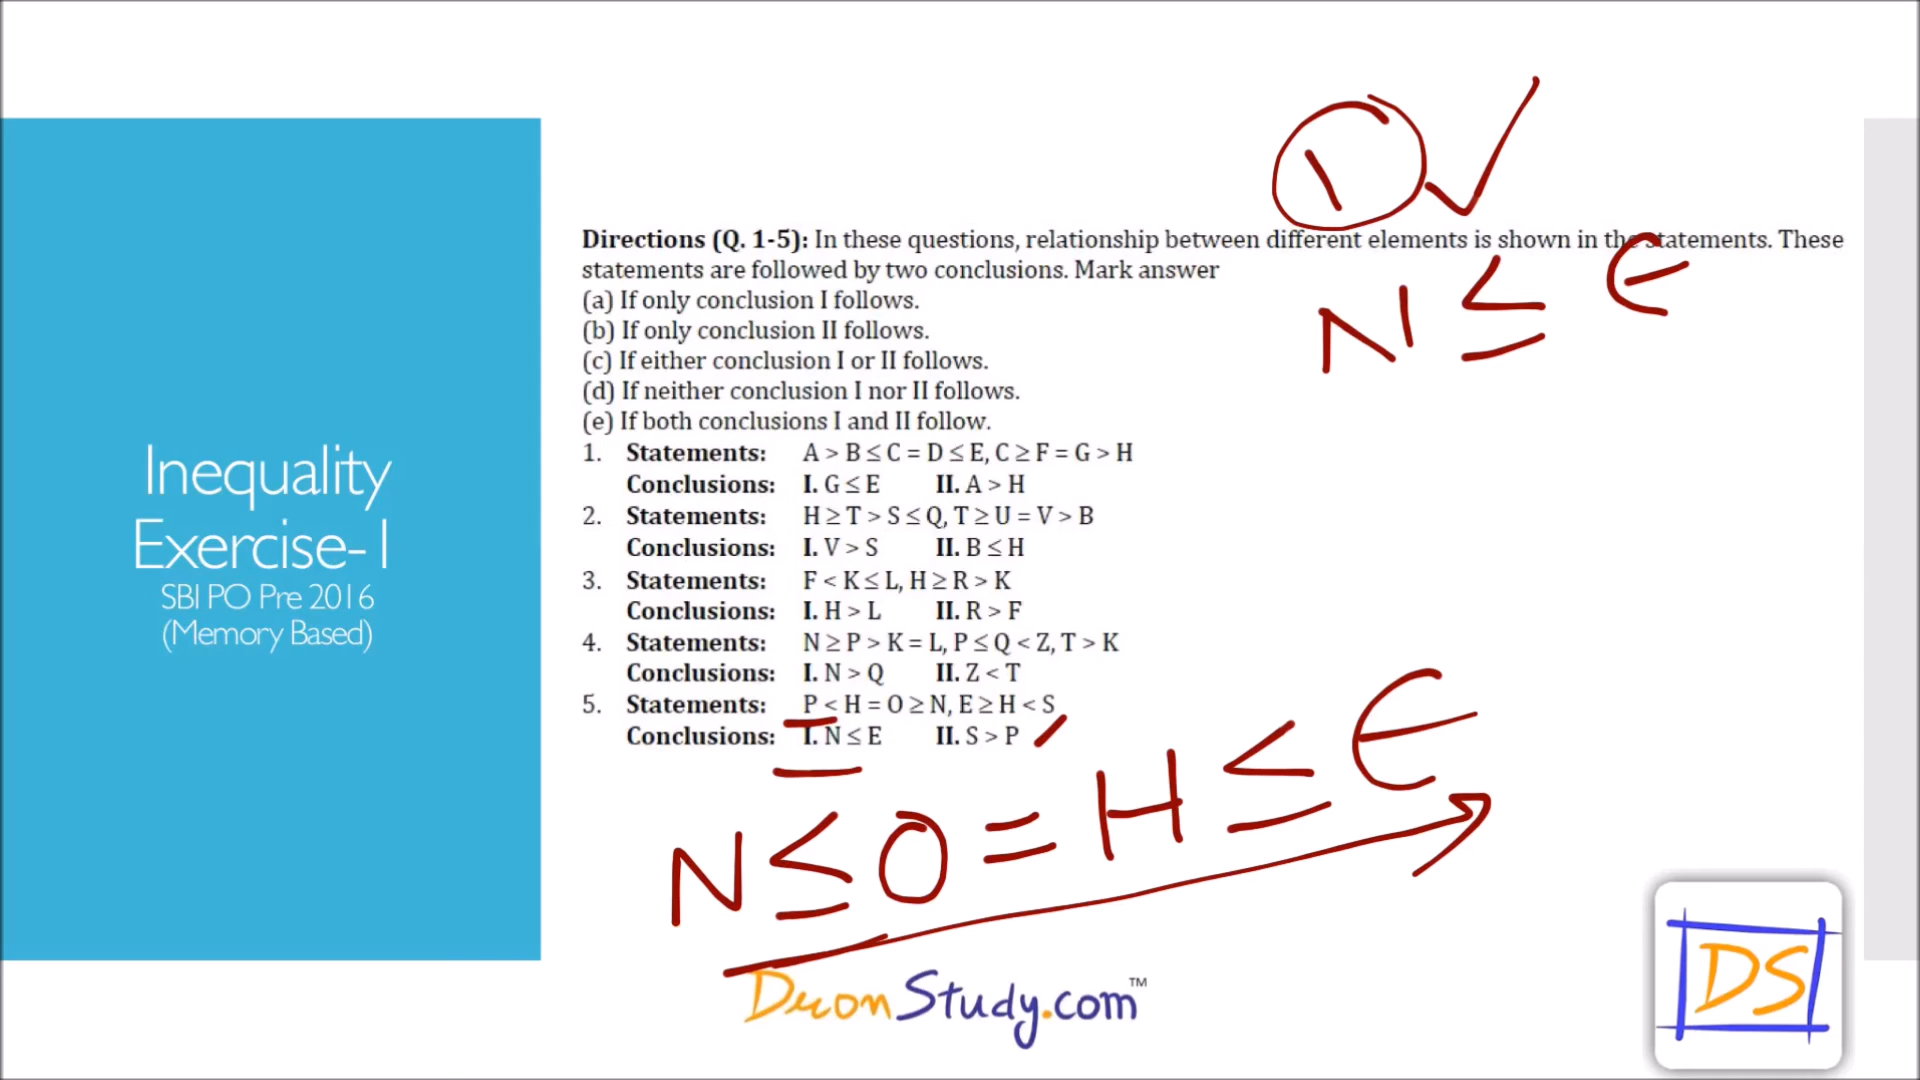 I ✓
Directions (Q. 1-5): In these questions, relationship between different elements is shown in the statements. These
statements are followed by two conclusions. Mark answer
N ≤ E
(a) If only conclusion I follows.
(b) If only conclusion II follows.
(c) If either conclusion I or II follows.
(d) If neither conclusion I nor II follows.
(e) If both conclusions I and II follow.
1. Statements: A > B ≤ C = D ≤ E, C ≥ F = G > H
Conclusions: I. G ≤ E II. A > H
2. Statements: H ≥ T > S ≤ Q, T ≥ U = V > B
Conclusions: I. V > S II. B ≤ H
3. Statements: F < K ≤ L, H ≥ R > K
Conclusions: I. H > L II. R > F
4. Statements: N ≥ P > K = L, P ≤ Q < Z, T > K
Conclusions: I. N > Q II. Z < T
5. Statements: P < H = O ≥ N, E ≥ H < S
Conclusions: I. N ≤ E II. S > P
N ≤ O = H ≤ E
Inequality
Exercise-I
SBI PO Pre 2016
(Memory Based)
DconStudy.com™
DS